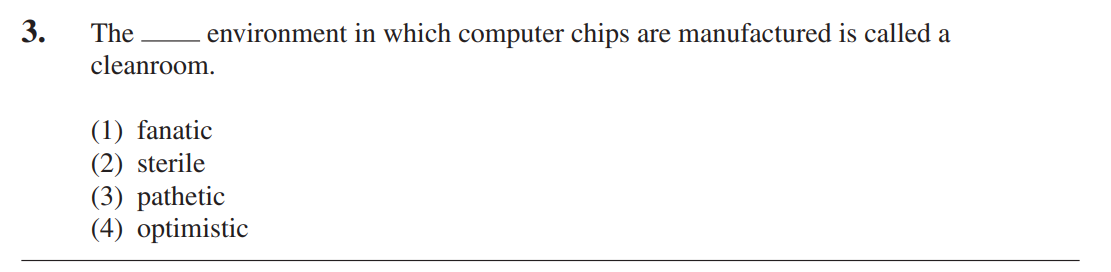 3. The ____ environment in which computer chips are manufactured is called a
cleanroom.
(1) fanatic
(2) sterile
(3) pathetic
(4) optimistic